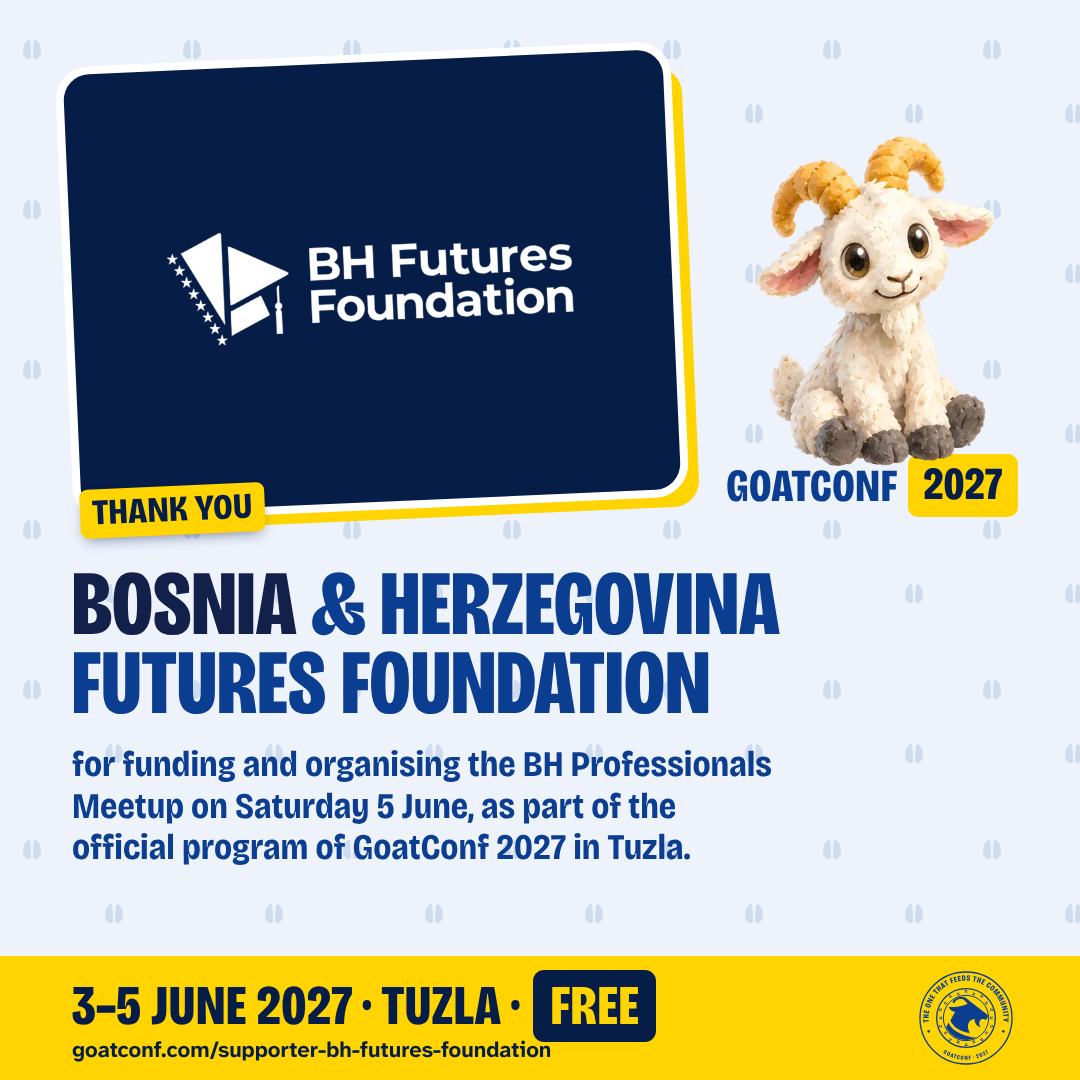 BH Futures
Foundation
THANK YOU
GOATCONF 2027
BOSNIA & HERZEGOVINA
FUTURES FOUNDATION
for funding and organising the BH Professionals
Meetup on Saturday 5 June, as part of the
official program of GoatConf 2027 in Tuzla.
3–5 JUNE 2027 · TUZLA · FREE
goatconf.com/supporter-bh-futures-foundation
THE ONE THAT FEEDS THE COMMUNITY
GOATCONF · 2027